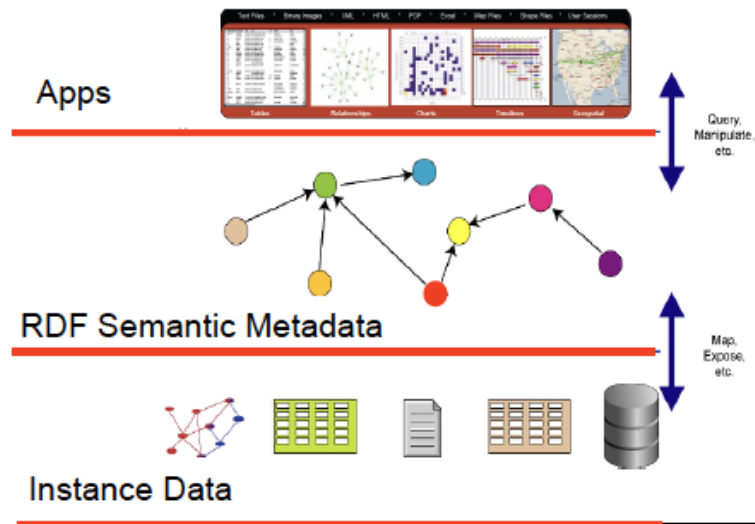 Text Files * Binary Images * XML * HTML * PDF * Excel * Map Files * Shape Files * User Sessions
Apps
Tables Relationships Charts Timelines Geospatial
Query,
Manipulate,
etc.
RDF Semantic Metadata
Map,
Expose,
etc.
Instance Data